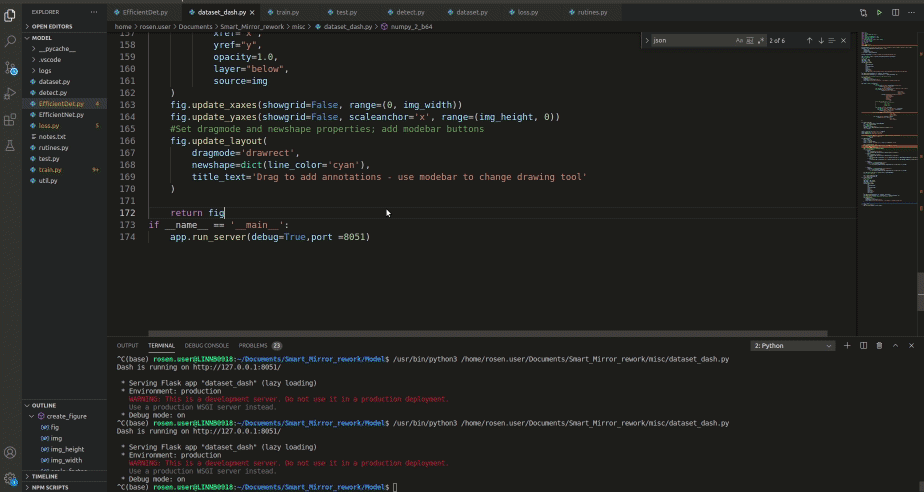 EXPLORER
EfficientDet.py
dataset_dash.py
train.py
test.py
detect.py
dataset.py
loss.py
rutines.py
home > rosen.user > Documents > Smart_Mirror_rework > misc > dataset_dash.py > numpy_2_b64
OPEN EDITORS
MODEL
__pycache__
.vscode
logs
dataset.py
detect.py
EfficientDet.py 4
EfficientNet.py
loss.py 5
notes.txt
rutines.py
test.py
train.py 9+
util.py
OUTLINE
create_figure
fig
img
img_height
img_width
TIMELINE
NPM SCRIPTS
json
2 of 6
157 xref="x",
158 yref="y",
159 opacity=1.0,
160 layer="below",
161 source=img
162 )
163 fig.update_xaxes(showgrid=False, range=(0, img_width))
164 fig.update_yaxes(showgrid=False, scaleanchor='x', range=(img_height, 0))
165 #Set dragmode and newshape properties; add modebar buttons
166 fig.update_layout(
167 dragmode='drawrect',
168 newshape=dict(line_color='cyan'),
169 title_text='Drag to add annotations - use modebar to change drawing tool'
170 )
171
172 return fig
173 if __name__ == '__main__':
174 app.run_server(debug=True,port =8051)
OUTPUT TERMINAL DEBUG CONSOLE PROBLEMS 23
2: Python
^C(base) rosen.user@LINNB0918:~/Documents/Smart_Mirror_rework/Model$ /usr/bin/python3 /home/rosen.user/Documents/Smart_Mirror_rework/misc/dataset_dash.py
Dash is running on http://127.0.0.1:8051/
* Serving Flask app "dataset_dash" (lazy loading)
* Environment: production
WARNING: This is a development server. Do not use it in a production deployment.
Use a production WSGI server instead.
* Debug mode: on
^C(base) rosen.user@LINNB0918:~/Documents/Smart_Mirror_rework/Model$ /usr/bin/python3 /home/rosen.user/Documents/Smart_Mirror_rework/misc/dataset_dash.py
Dash is running on http://127.0.0.1:8051/
* Serving Flask app "dataset_dash" (lazy loading)
* Environment: production
WARNING: This is a development server. Do not use it in a production deployment.
Use a production WSGI server instead.
* Debug mode: on
^C(base) rosen.user@LINNB0918:~/Documents/Smart_Mirror_rework/Model$